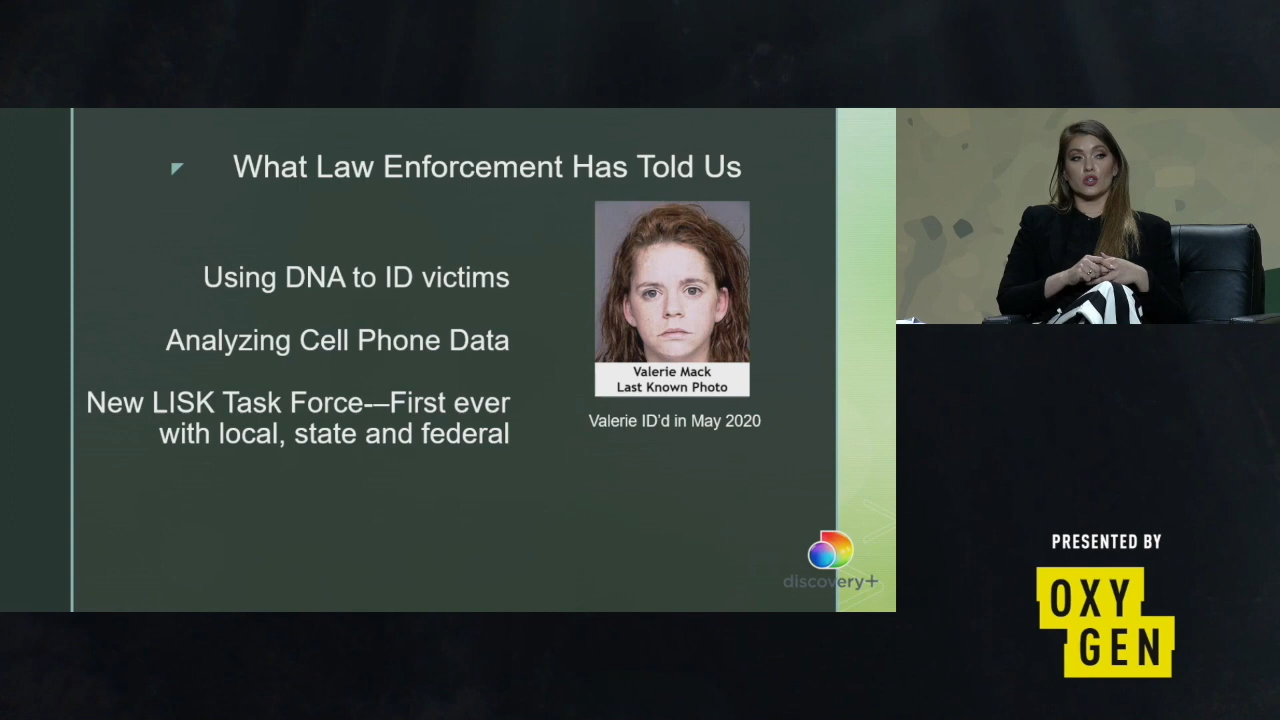 What Law Enforcement Has Told Us
Using DNA to ID victims
Analyzing Cell Phone Data
New LISK Task Force-–First ever
with local, state and federal
Valerie Mack
Last Known Photo
Valerie ID’d in May 2020
discovery+
PRESENTED BY
OXY
GEN